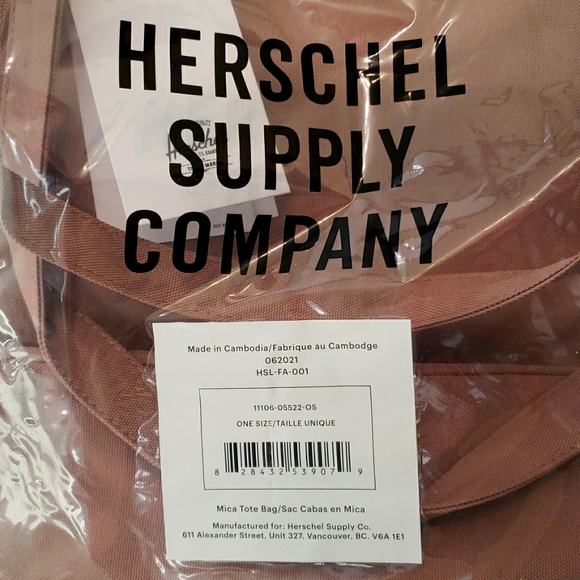 HERSCHEL
SUPPLY
COMPANY
Herschel
Made in Cambodia/Fabrique au Cambodge
062021
HSL-FA-001
11106-05522-OS
ONE SIZE/TAILLE UNIQUE
8 28432 53907 9
Mica Tote Bag/Sac Cabas en Mica
Manufactured for: Herschel Supply Co.
611 Alexander Street, Unit 327. Vancouver. BC. V6A 1E1